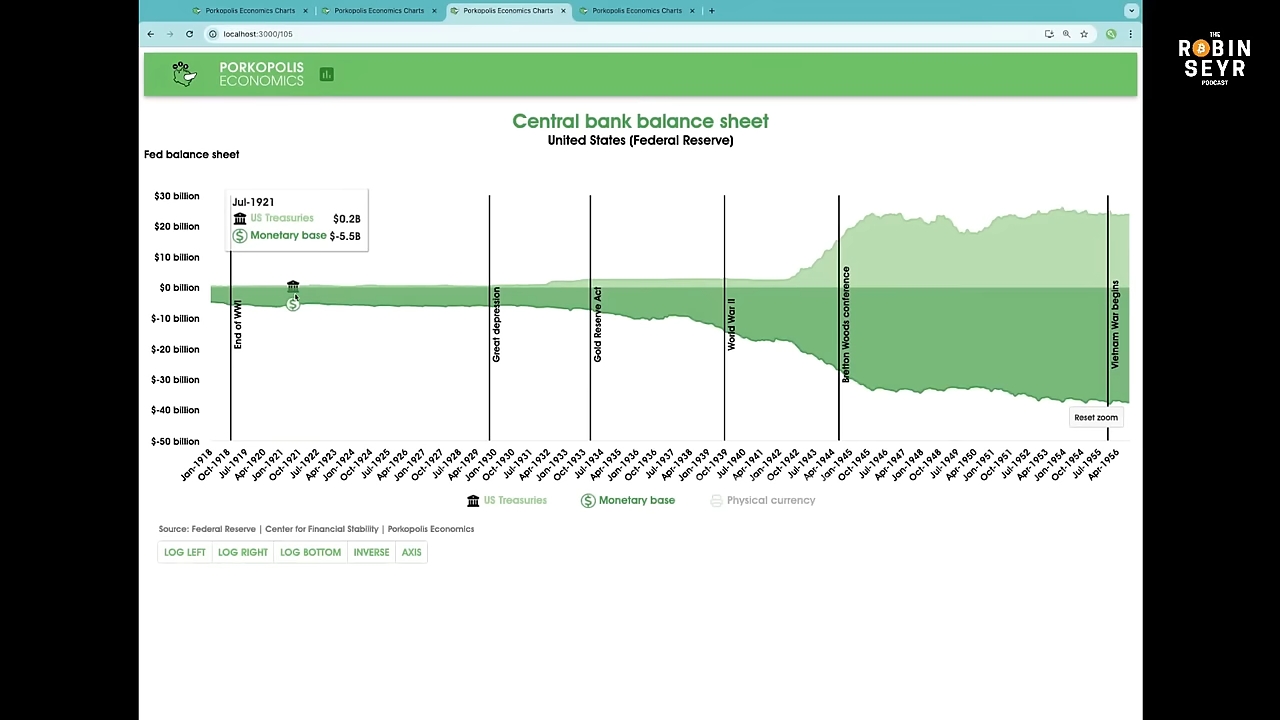 Porkopolis Economics Charts
Porkopolis Economics Charts
Porkopolis Economics Charts
Porkopolis Economics Charts
localhost:3000/105
THE
ROBIN
SEYR
PODCAST
PORKOPOLIS
ECONOMICS
Central bank balance sheet
United States (Federal Reserve)
Fed balance sheet
$30 billion
$20 billion
$10 billion
$0 billion
$-10 billion
$-20 billion
$-30 billion
$-40 billion
$-50 billion
Jul-1921
US Treasuries $0.2B
Monetary base $-5.5B
End of WWI
Great depression
Gold Reserve Act
World War II
Bretton Woods conference
Vietnam War begins
Reset zoom
Jan-1918
Oct-1918
Jul-1919
Apr-1920
Jan-1921
Oct-1921
Jul-1922
Apr-1923
Jan-1924
Oct-1924
Jul-1925
Apr-1926
Jan-1927
Oct-1927
Jul-1928
Apr-1929
Jan-1930
Oct-1930
Jul-1931
Apr-1932
Jan-1933
Oct-1933
Jul-1934
Apr-1935
Jan-1936
Oct-1936
Jul-1937
Apr-1938
Jan-1939
Oct-1939
Jul-1940
Apr-1941
Jan-1942
Oct-1942
Jul-1943
Apr-1944
Jan-1945
Oct-1945
Jul-1946
Apr-1947
Jan-1948
Oct-1948
Jul-1949
Apr-1950
Jan-1951
Oct-1951
Jul-1952
Apr-1953
Jan-1954
Oct-1954
Jul-1955
Apr-1956
US Treasuries
Monetary base
Physical currency
Source: Federal Reserve | Center for Financial Stability | Porkopolis Economics
LOG LEFT
LOG RIGHT
LOG BOTTOM
INVERSE
AXIS